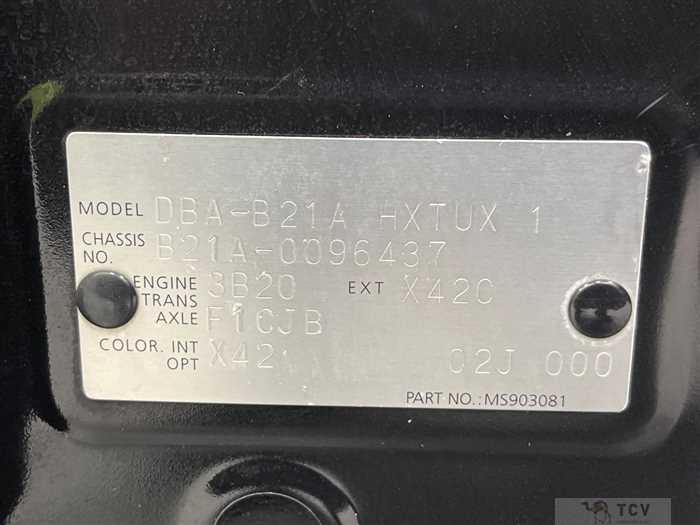 MODEL DBA-B21A HXTUX 1
CHASSIS NO. B21A-0096437
ENGINE 3B20 EXT X42C
TRANS AXLE F1CJB
COLOR. INT OPT X42 02J 000
PART NO.: MS903081
TCV